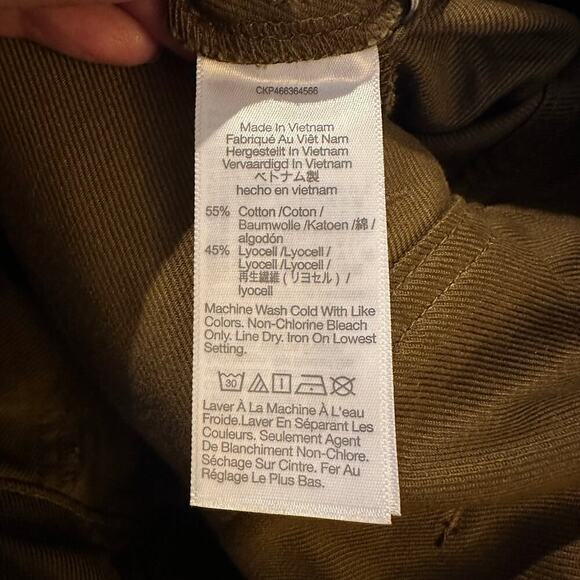 CKP466364566
Made In Vietnam
Fabriqué Au Viêt Nam
Hergestellt In Vietnam
Vervaardigd In Vietnam
ベトナム製
hecho en vietnam
55% Cotton /Coton /
Baumwolle /Katoen /綿 /
algodón
45% Lyocell /Lyocell /
Lyocell /Lyocell /
再生繊維 ( リヨセル ) /
lyocell
Machine Wash Cold With Like
Colors. Non-Chlorine Bleach
Only. Line Dry. Iron On Lowest
Setting.
30
Laver À La Machine À L'eau
Froide.Laver En Séparant Les
Couleurs. Seulement Agent
De Blanchiment Non-Chlore.
Séchage Sur Cintre. Fer Au
Réglage Le Plus Bas.